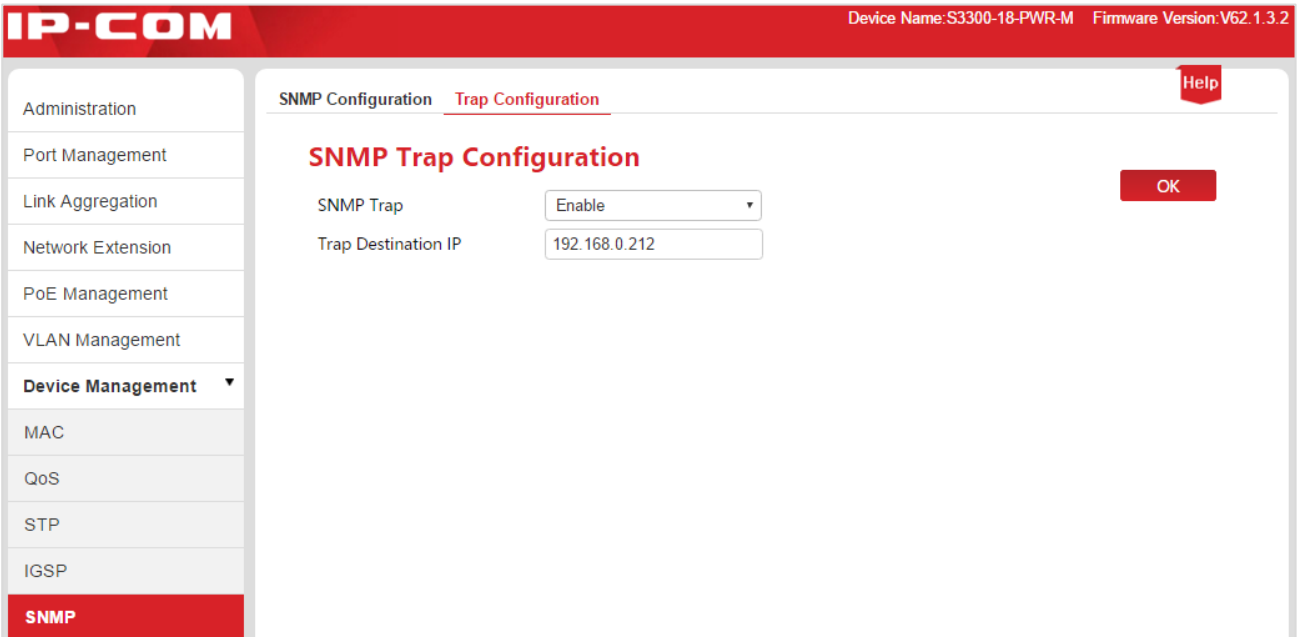 IP-COM
Device Name:S3300-18-PWR-M Firmware Version:V62.1.3.2
Help
Administration
Port Management
Link Aggregation
Network Extension
PoE Management
VLAN Management
Device Management
MAC
QoS
STP
IGSP
SNMP
SNMP Configuration Trap Configuration
SNMP Trap Configuration
OK
SNMP Trap Enable
Trap Destination IP 192.168.0.212